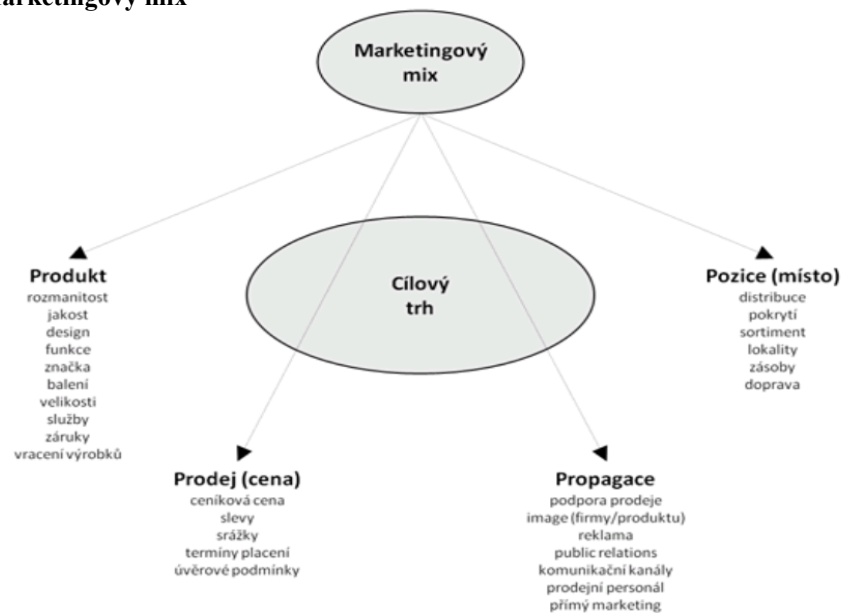 Marketingový mix
Marketingový
mix
Cílový
trh
Produkt
rozmanitost
jakost
design
funkce
značka
balení
velikosti
služby
záruky
vracení výrobků
Prodej (cena)
ceníková cena
slevy
srážky
termíny placení
úvěrové podmínky
Propagace
podpora prodeje
image (firmy/produktu)
reklama
public relations
komunikační kanály
prodejní personál
přímý marketing
Pozice (místo)
distribuce
pokrytí
sortiment
lokality
zásoby
doprava